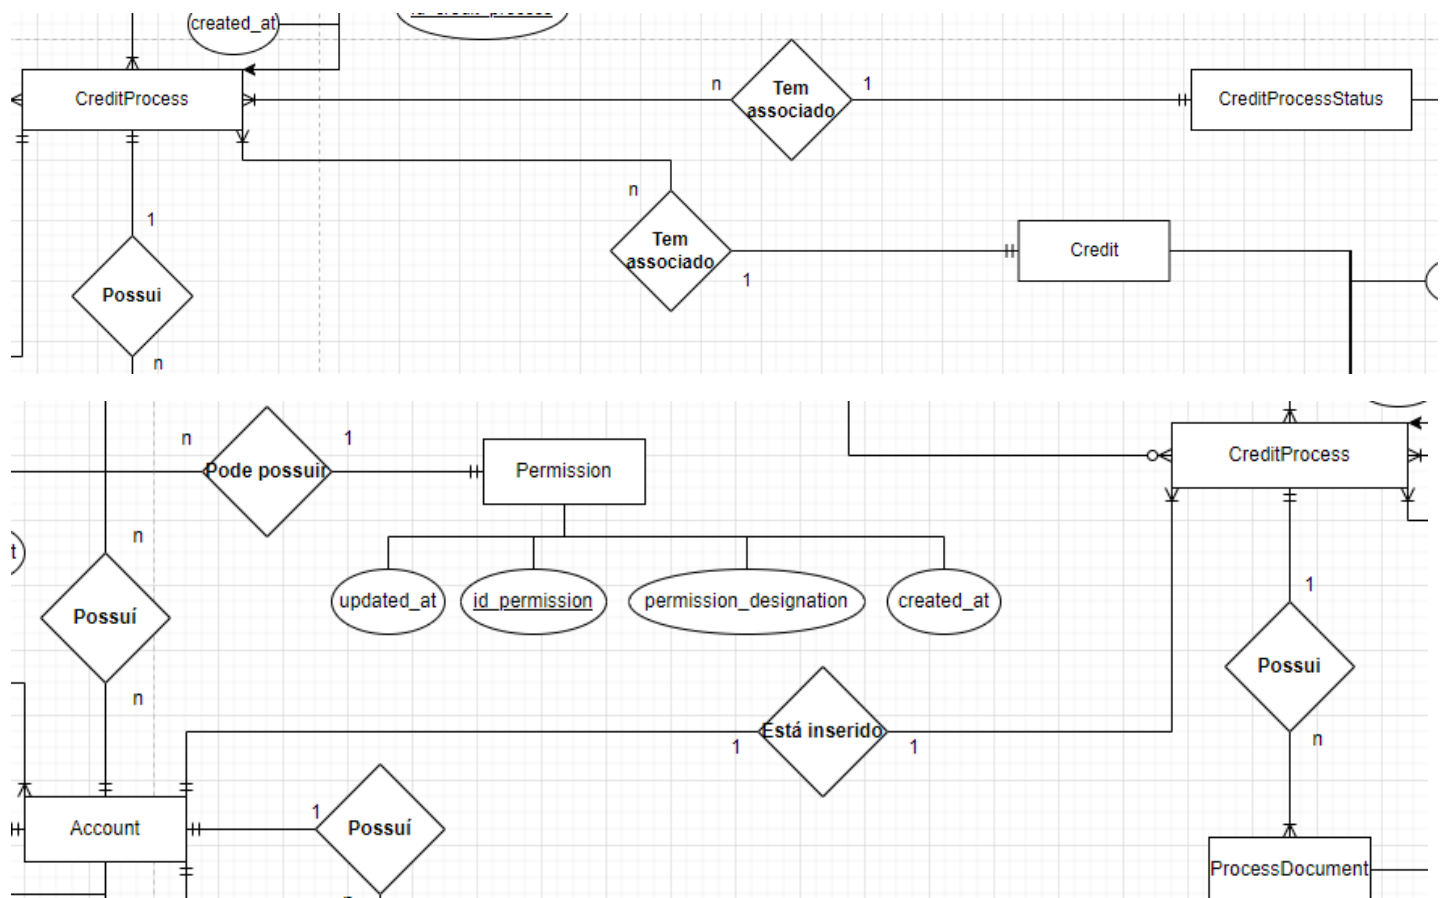 created_at
id_credit_process
CreditProcess
n
Tem
associado
1
CreditProcessStatus
n
Tem
associado
1
Credit
1
Possui
n
n
Pode possuir
1
Permission
CreditProcess
n
t
Possuí
updated_at
id_permission
permission_designation
created_at
1
Possui
n
Está inserido
1
1
n
1
Account
Possuí
ProcessDocument